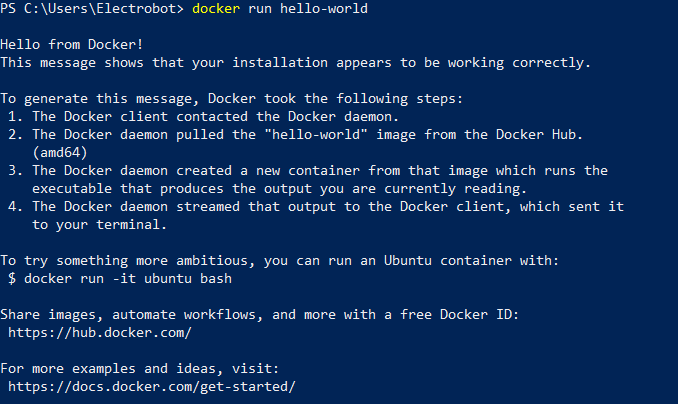 PS C:\Users\Electrobot> docker run hello-world
Hello from Docker!
This message shows that your installation appears to be working correctly.
To generate this message, Docker took the following steps:
1. The Docker client contacted the Docker daemon.
2. The Docker daemon pulled the "hello-world" image from the Docker Hub.
(amd64)
3. The Docker daemon created a new container from that image which runs the
executable that produces the output you are currently reading.
4. The Docker daemon streamed that output to the Docker client, which sent it
to your terminal.
To try something more ambitious, you can run an Ubuntu container with:
$ docker run -it ubuntu bash
Share images, automate workflows, and more with a free Docker ID:
https://hub.docker.com/
For more examples and ideas, visit:
https://docs.docker.com/get-started/